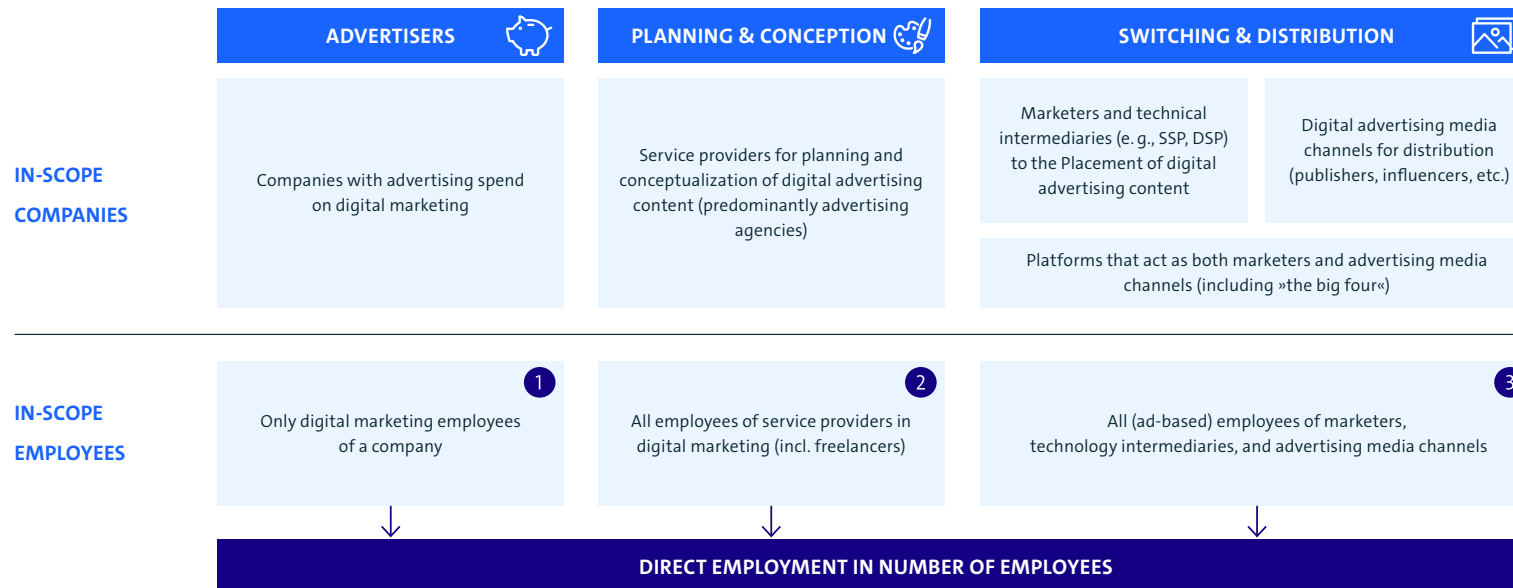 ADVERTISERS
PLANNING & CONCEPTION
SWITCHING & DISTRIBUTION
IN-SCOPE
COMPANIES
Companies with advertising spend
on digital marketing
Service providers for planning and
conceptualization of digital advertising
content (predominantly advertising
agencies)
Marketers and technical
intermediaries (e. g., SSP, DSP)
to the Placement of digital
advertising content
Digital advertising media
channels for distribution
(publishers, influencers, etc.)
Platforms that act as both marketers and advertising media
channels (including »the big four«)
IN-SCOPE
EMPLOYEES
1
Only digital marketing employees
of a company
2
All employees of service providers in
digital marketing (incl. freelancers)
3
All (ad-based) employees of marketers,
technology intermediaries, and advertising media channels
DIRECT EMPLOYMENT IN NUMBER OF EMPLOYEES